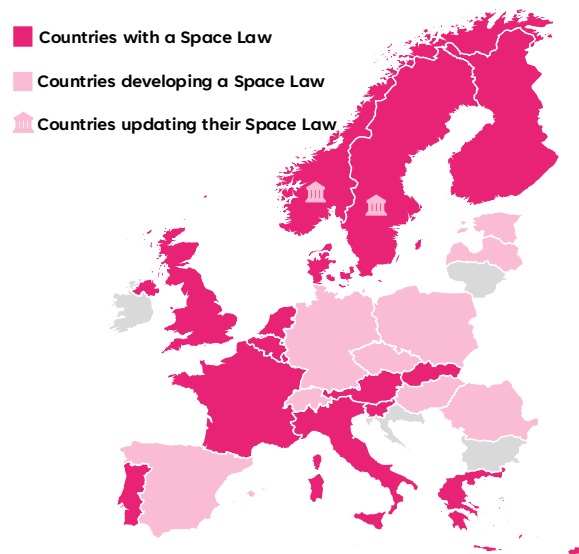 Countries with a Space Law
Countries developing a Space Law
Countries updating their Space Law